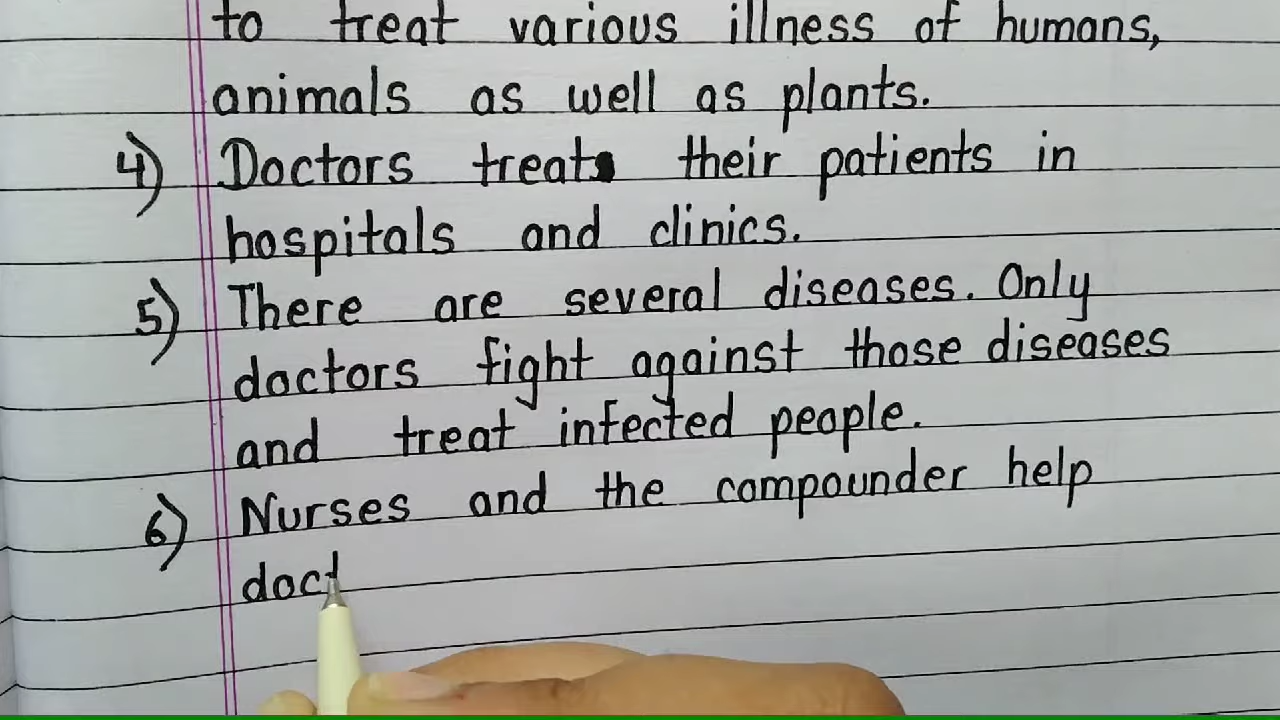 to treat various illness of humans,
animals as well as plants.
4) Doctors treat their patients in
hospitals and clinics.
5) There are several diseases. Only
doctors fight against those diseases
and treat infected people.
6) Nurses and the compounder help
doct